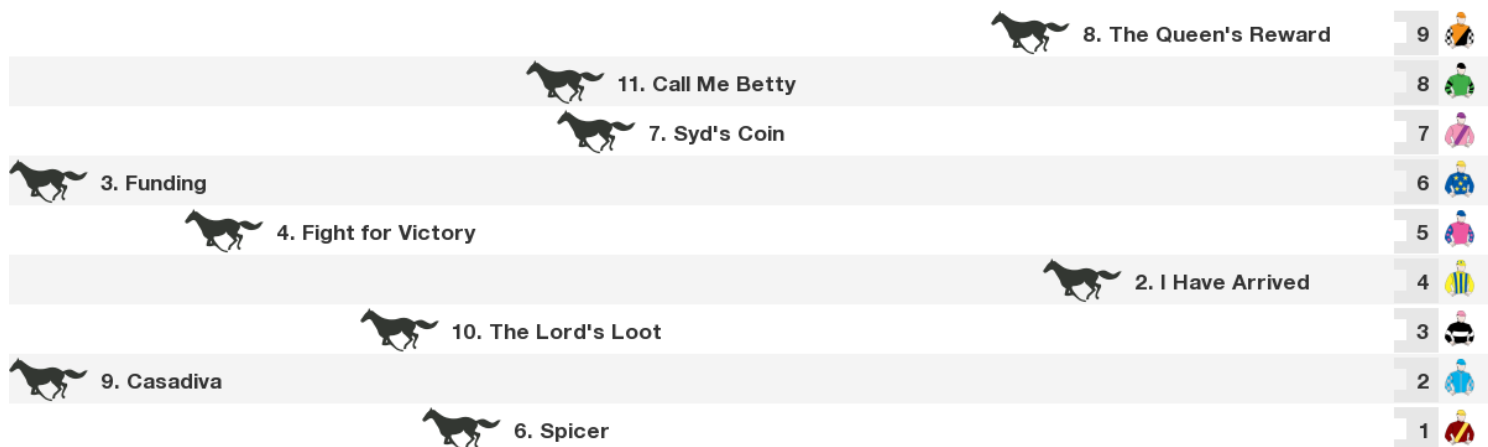 8. The Queen's Reward 9
11. Call Me Betty 8
7. Syd's Coin 7
3. Funding 6
4. Fight for Victory 5
2. I Have Arrived 4
10. The Lord's Loot 3
9. Casadiva 2
6. Spicer 1